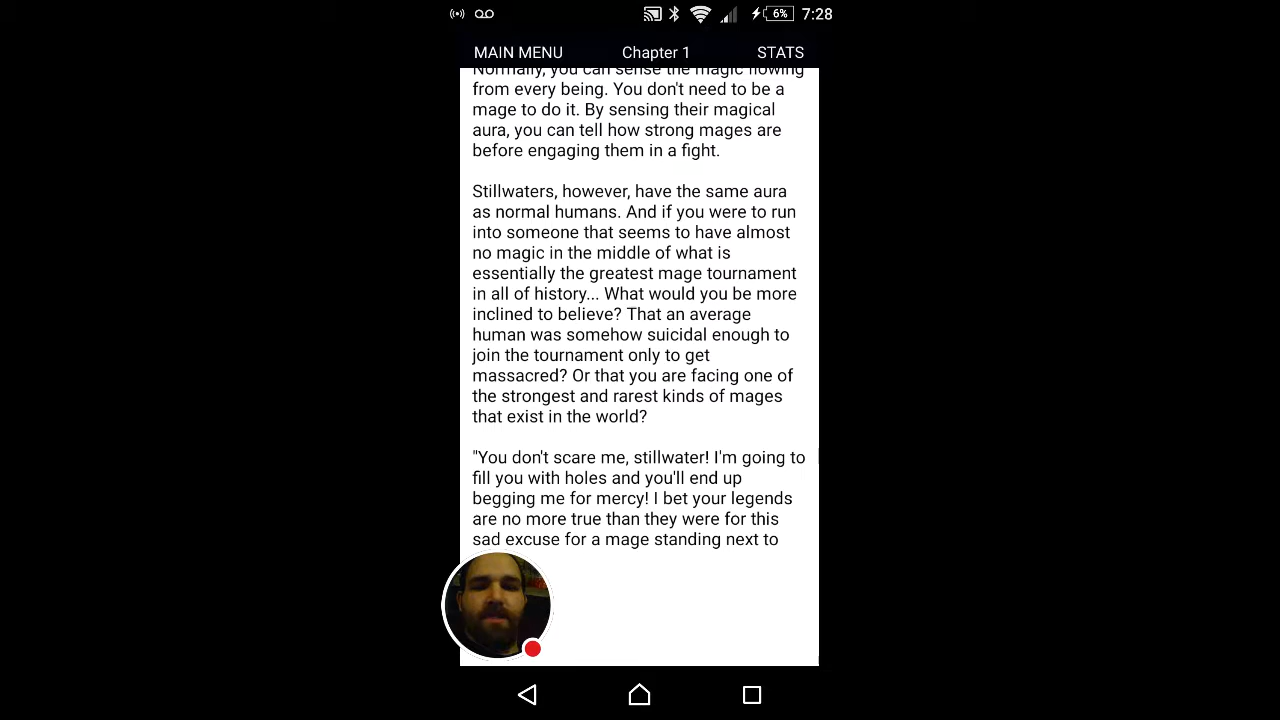 6% 7:28
MAIN MENU Chapter 1 STATS
Normally, you can sense the magic flowing
from every being. You don't need to be a
mage to do it. By sensing their magical
aura, you can tell how strong mages are
before engaging them in a fight.
Stillwaters, however, have the same aura
as normal humans. And if you were to run
into someone that seems to have almost
no magic in the middle of what is
essentially the greatest mage tournament
in all of history... What would you be more
inclined to believe? That an average
human was somehow suicidal enough to
join the tournament only to get
massacred? Or that you are facing one of
the strongest and rarest kinds of mages
that exist in the world?
"You don't scare me, stillwater! I'm going to
fill you with holes and you'll end up
begging me for mercy! I bet your legends
are no more true than they were for this
sad excuse for a mage standing next to